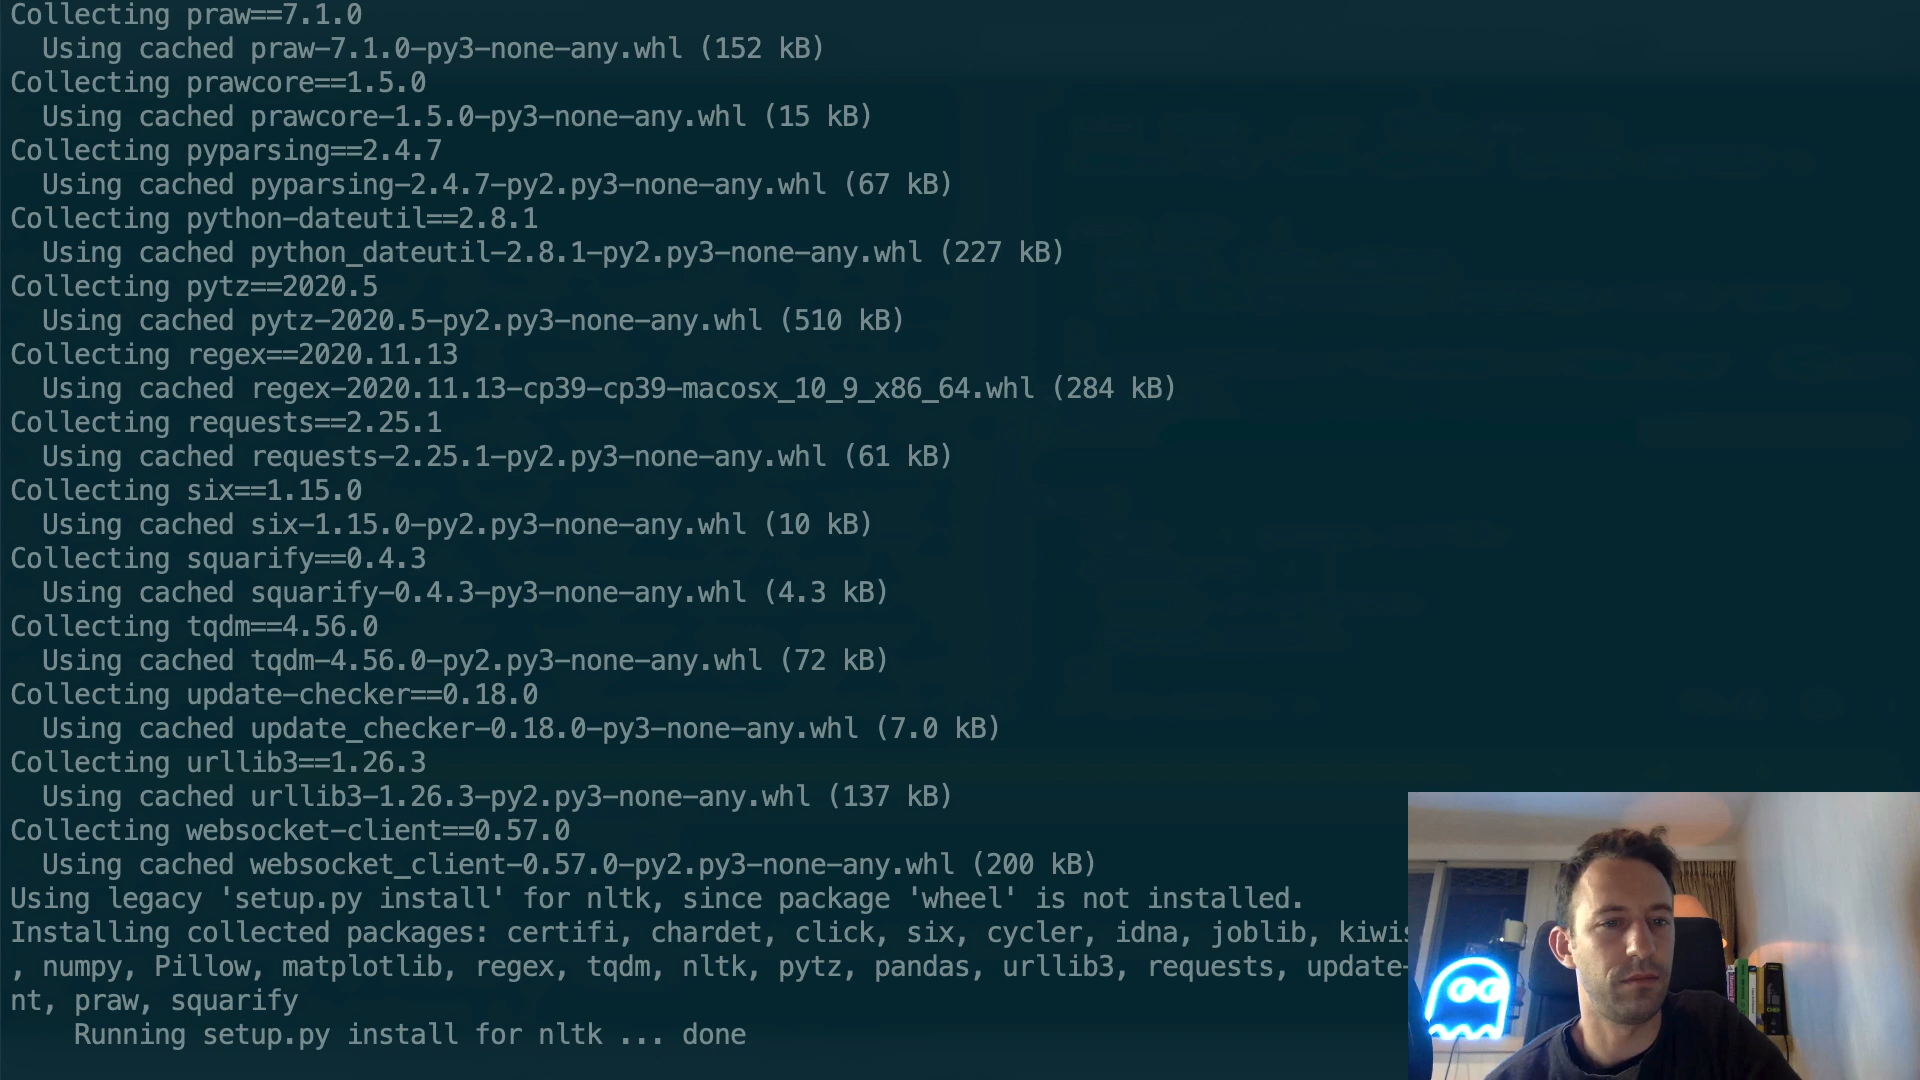 Collecting praw==7.1.0
Using cached praw-7.1.0-py3-none-any.whl (152 kB)
Collecting prawcore==1.5.0
Using cached prawcore-1.5.0-py3-none-any.whl (15 kB)
Collecting pyparsing==2.4.7
Using cached pyparsing-2.4.7-py2.py3-none-any.whl (67 kB)
Collecting python-dateutil==2.8.1
Using cached python_dateutil-2.8.1-py2.py3-none-any.whl (227 kB)
Collecting pytz==2020.5
Using cached pytz-2020.5-py2.py3-none-any.whl (510 kB)
Collecting regex==2020.11.13
Using cached regex-2020.11.13-cp39-cp39-macosx_10_9_x86_64.whl (284 kB)
Collecting requests==2.25.1
Using cached requests-2.25.1-py2.py3-none-any.whl (61 kB)
Collecting six==1.15.0
Using cached six-1.15.0-py2.py3-none-any.whl (10 kB)
Collecting squarify==0.4.3
Using cached squarify-0.4.3-py3-none-any.whl (4.3 kB)
Collecting tqdm==4.56.0
Using cached tqdm-4.56.0-py2.py3-none-any.whl (72 kB)
Collecting update-checker==0.18.0
Using cached update_checker-0.18.0-py3-none-any.whl (7.0 kB)
Collecting urllib3==1.26.3
Using cached urllib3-1.26.3-py2.py3-none-any.whl (137 kB)
Collecting websocket-client==0.57.0
Using cached websocket_client-0.57.0-py2.py3-none-any.whl (200 kB)
Using legacy 'setup.py install' for nltk, since package 'wheel' is not installed.
Installing collected packages: certifi, chardet, click, six, cycler, idna, joblib, kiwis
, numpy, Pillow, matplotlib, regex, tqdm, nltk, pytz, pandas, urllib3, requests, update-
nt, praw, squarify
Running setup.py install for nltk ... done